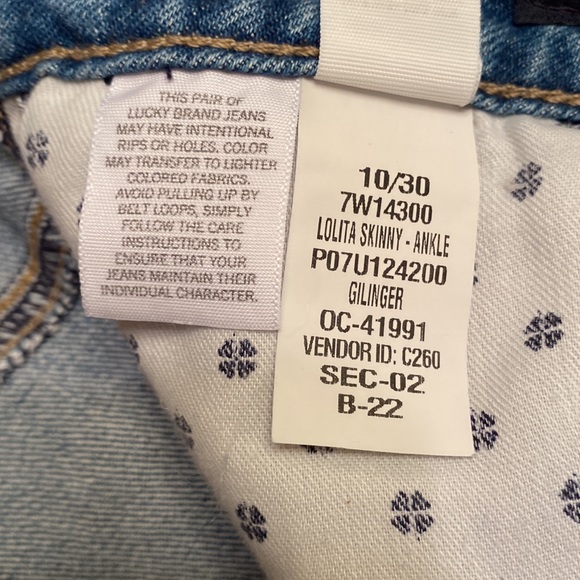 THIS PAIR OF
LUCKY BRAND JEANS
MAY HAVE INTENTIONAL
RIPS OR HOLES. COLOR
MAY TRANSFER TO LIGHTER
COLORED FABRICS.
AVOID PULLING UP BY
BELT LOOPS, SIMPLY
FOLLOW THE CARE
INSTRUCTIONS TO
ENSURE THAT YOUR
JEANS MAINTAIN THEIR
INDIVIDUAL CHARACTER.
10/30
7W14300
LOLITA SKINNY - ANKLE
P07U124200
GILINGER
OC-41991
VENDOR ID: C260
SEC-02
B-22